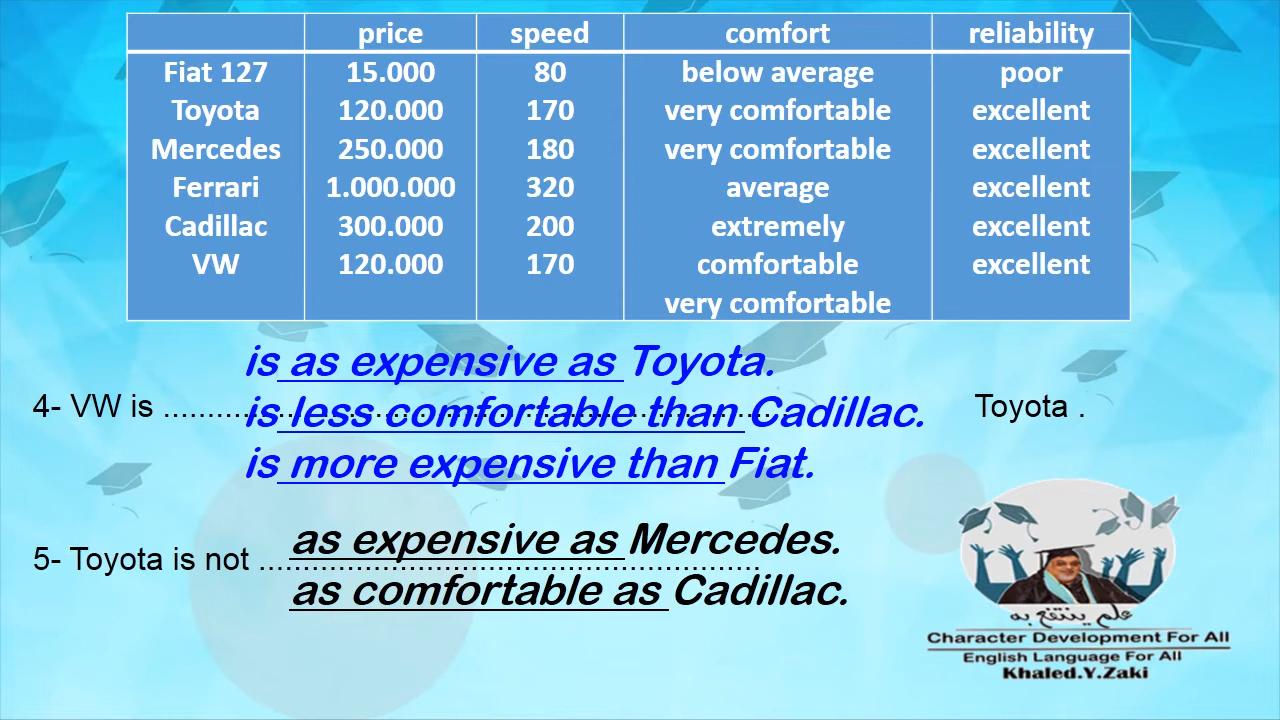 price speed comfort reliability
Fiat 127 15.000 80 below average poor
Toyota 120.000 170 very comfortable excellent
Mercedes 250.000 180 very comfortable excellent
Ferrari 1.000.000 320 average excellent
Cadillac 300.000 200 extremely excellent
VW 120.000 170 comfortable excellent
very comfortable
is as expensive as Toyota.
4- VW is ........................................................................ Toyota .
is less comfortable than Cadillac.
is more expensive than Fiat.
as expensive as Mercedes.
5- Toyota is not ............................................................
as comfortable as Cadillac.
علم ينتفع به
Character Development For All
English Language For All
Khaled.Y.Zaki